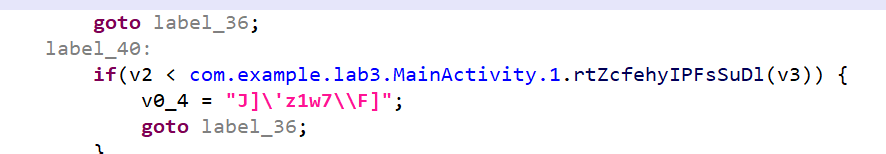 goto label_36;
label_40:
if(v2 < com.example.lab3.MainActivity.1.rtZcfehyIPFsSuDl(v3)) {
v0_4 = "J]\'z1w7\\F]";
goto label_36;
}